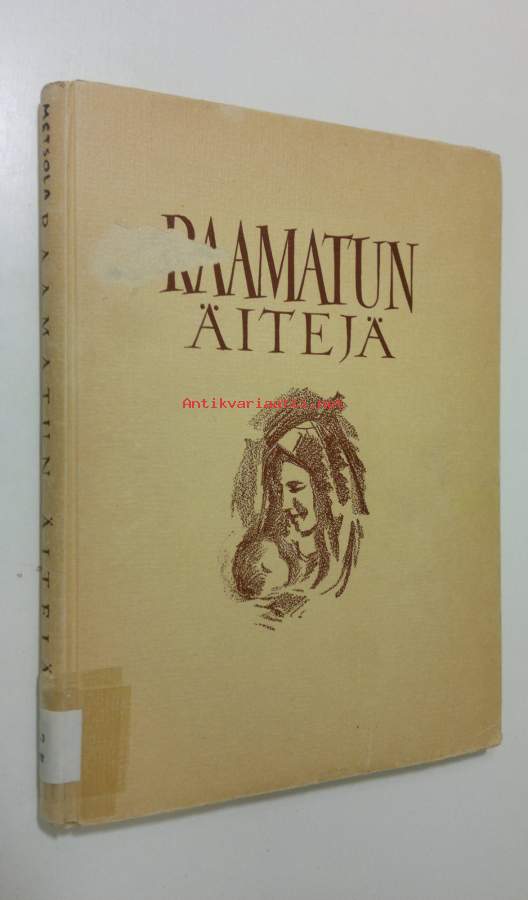 RAAMATUN
ÄITEJÄ
Antikvariaatti.net
METSOLA RAAMATUN ÄITEJÄ